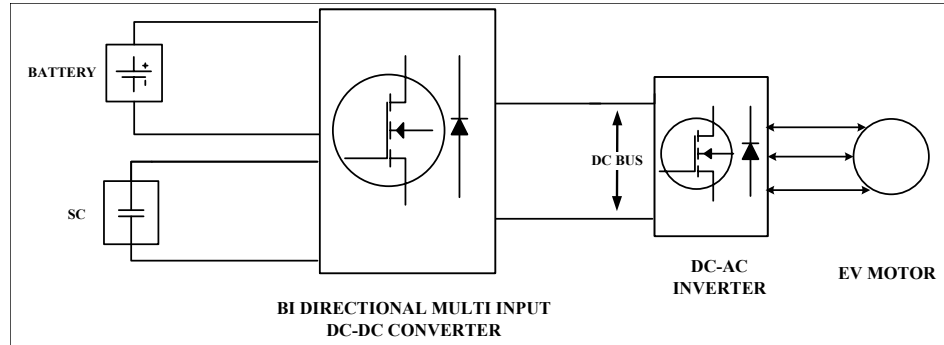 BATTERY
+
-
SC
BI DIRECTIONAL MULTI INPUT
DC-DC CONVERTER
DC BUS
DC-AC
INVERTER
EV MOTOR